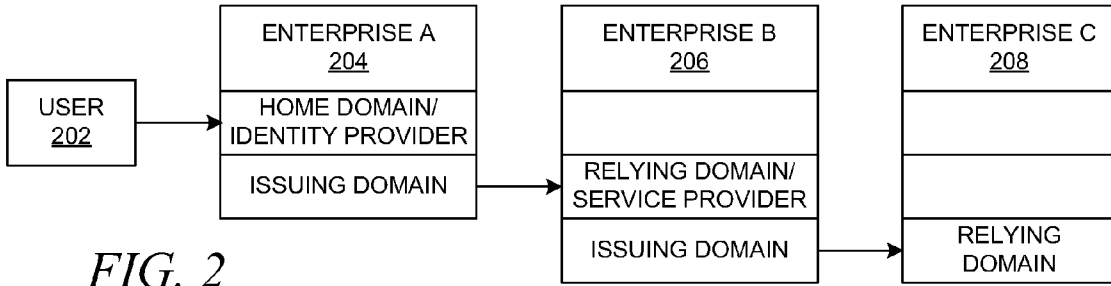 ENTERPRISE A
204
HOME DOMAIN/
IDENTITY PROVIDER
ISSUING DOMAIN
ENTERPRISE B
206
RELYING DOMAIN/
SERVICE PROVIDER
ISSUING DOMAIN
ENTERPRISE C
208
RELYING
DOMAIN
USER
202
FIG. 2